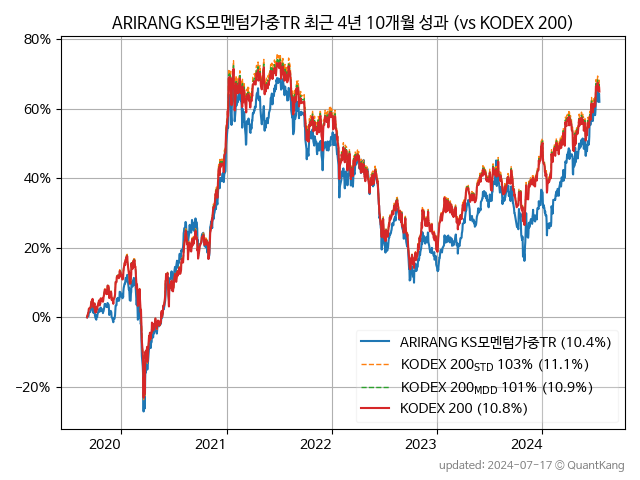 ARIRANG KS모멘텀가중TR 최근 4년 10개월 성과 (vs KODEX 200)
80%
60%
40%
20%
0%
−20%
ARIRANG KS모멘텀가중TR (10.4%)
KODEX 200STD 103% (11.1%)
KODEX 200MDD 101% (10.9%)
KODEX 200 (10.8%)
2020 2021 2022 2023 2024
updated: 2024-07-17 © QuantKang